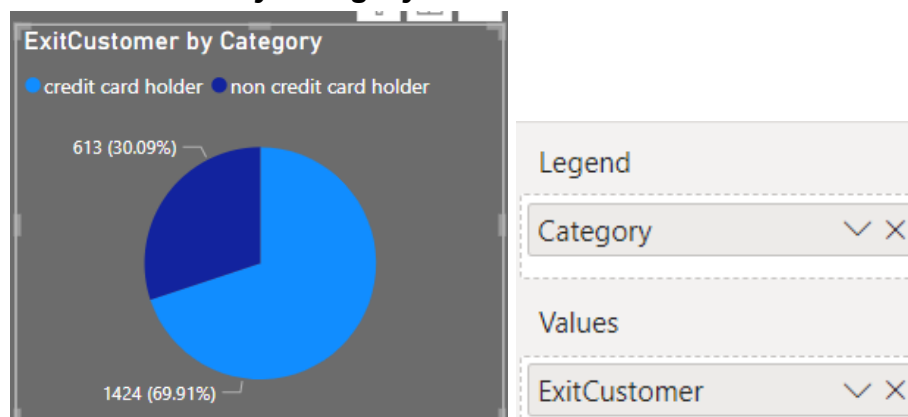 ExitCustomer by Category
credit card holder non credit card holder
613 (30.09%)
1424 (69.91%)
Legend
Category
Values
ExitCustomer